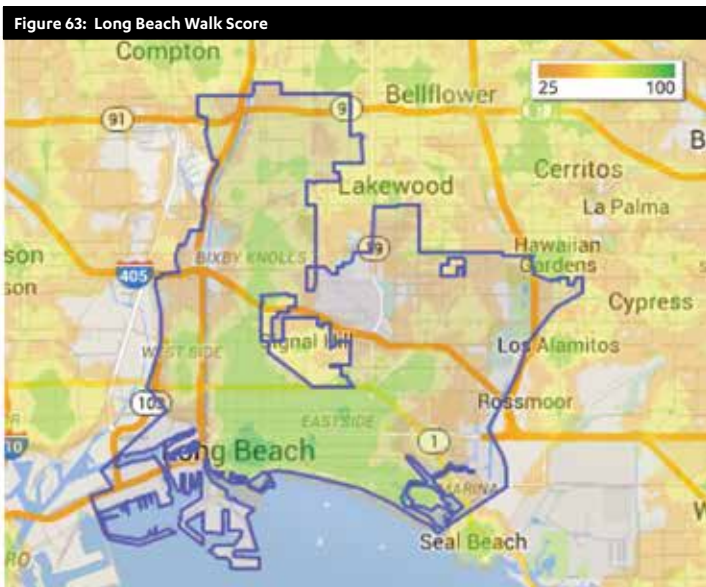 Figure 63: Long Beach Walk Score
Compton
25 100
Bellflower
91
9
91
B
Cerritos
Lakewood
La Palma
19
Hawaiian
Gardens
son
BIXBY KNOLLS
405
son
Cypress
Signal Hill
Los Alamitos
WEST SIDE
103
Rossmoor
EASTSIDE
1
10
Long Beach
MARINA
W
Seal Beach
RO